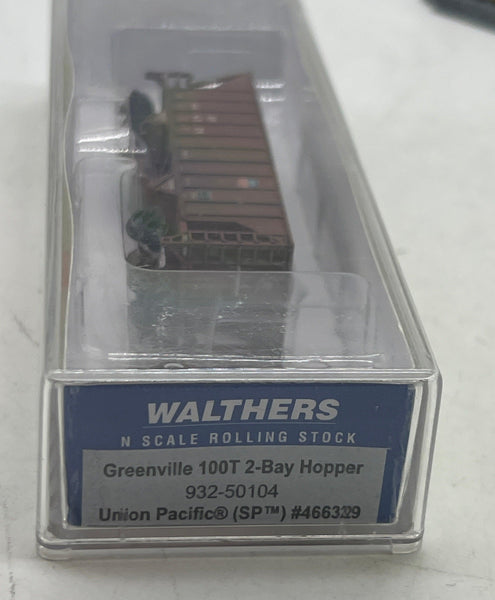 WALTHERS
N SCALE ROLLING STOCK
Greenville 100T 2-Bay Hopper
932-50104
Union Pacific® (SP™) #466329